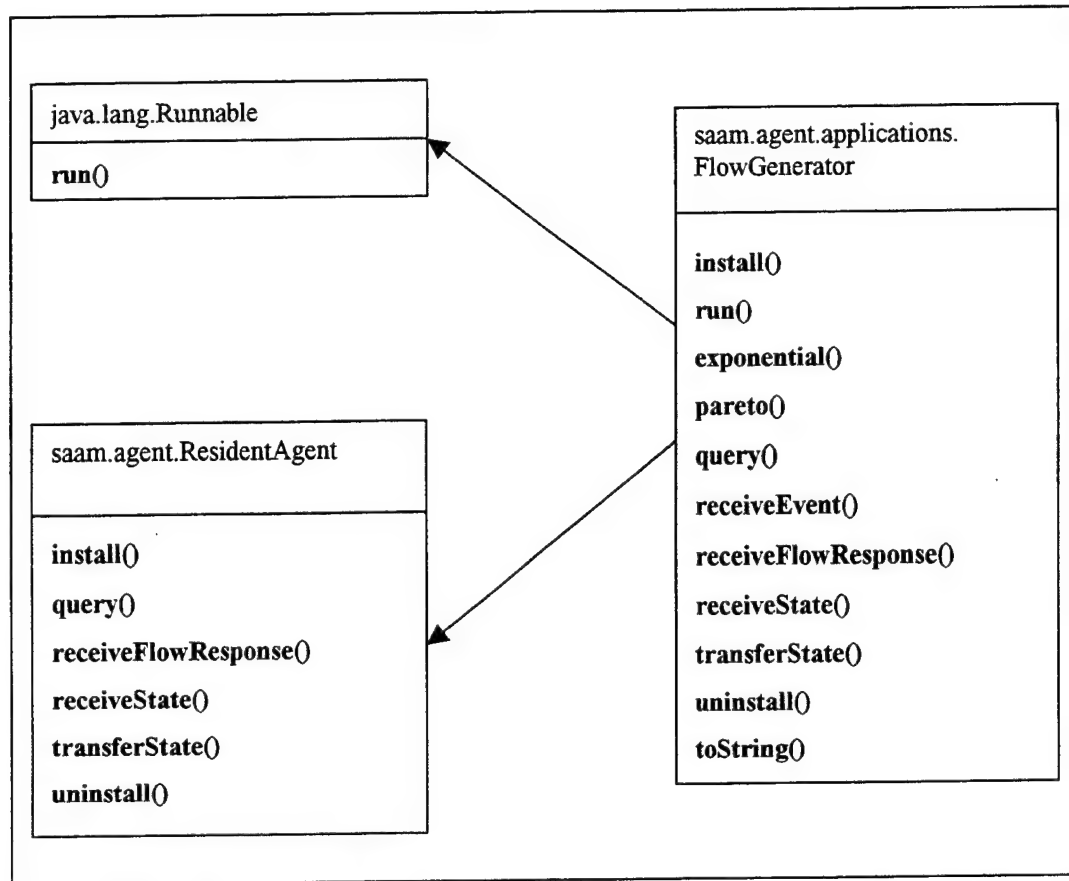 java.lang.Runnable
run()
saam.agent.ResidentAgent
install()
query()
receiveFlowResponse()
receiveState()
transferState()
uninstall()
saam.agent.applications.
FlowGenerator
install()
run()
exponential()
pareto()
query()
receiveEvent()
receiveFlowResponse()
receiveState()
transferState()
uninstall()
toString()